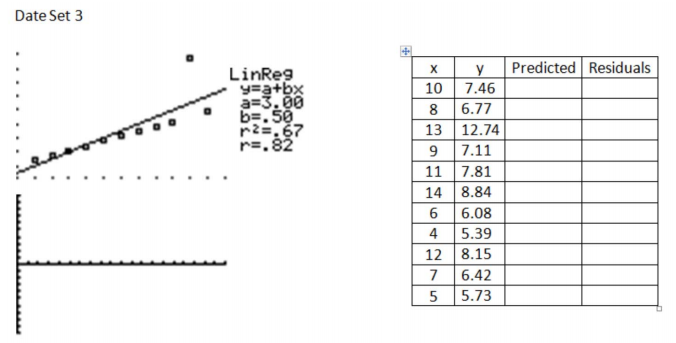 Date Set 3
LinReg
y=a+bx
a=3.00
b=.50
r²=.67
r=.82
x y Predicted Residuals
10 7.46
8 6.77
13 12.74
9 7.11
11 7.81
14 8.84
6 6.08
4 5.39
12 8.15
7 6.42
5 5.73